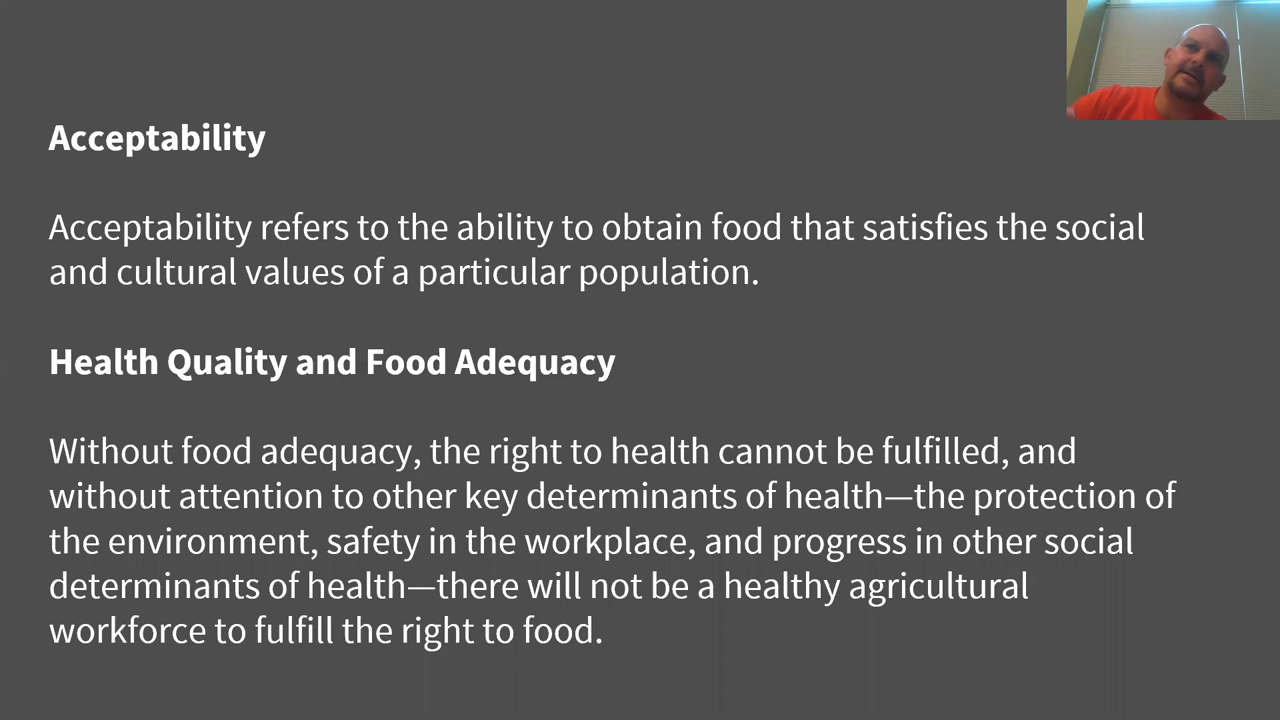 Acceptability
Acceptability refers to the ability to obtain food that satisfies the social
and cultural values of a particular population.
Health Quality and Food Adequacy
Without food adequacy, the right to health cannot be fulfilled, and
without attention to other key determinants of health—the protection of
the environment, safety in the workplace, and progress in other social
determinants of health—there will not be a healthy agricultural
workforce to fulfill the right to food.